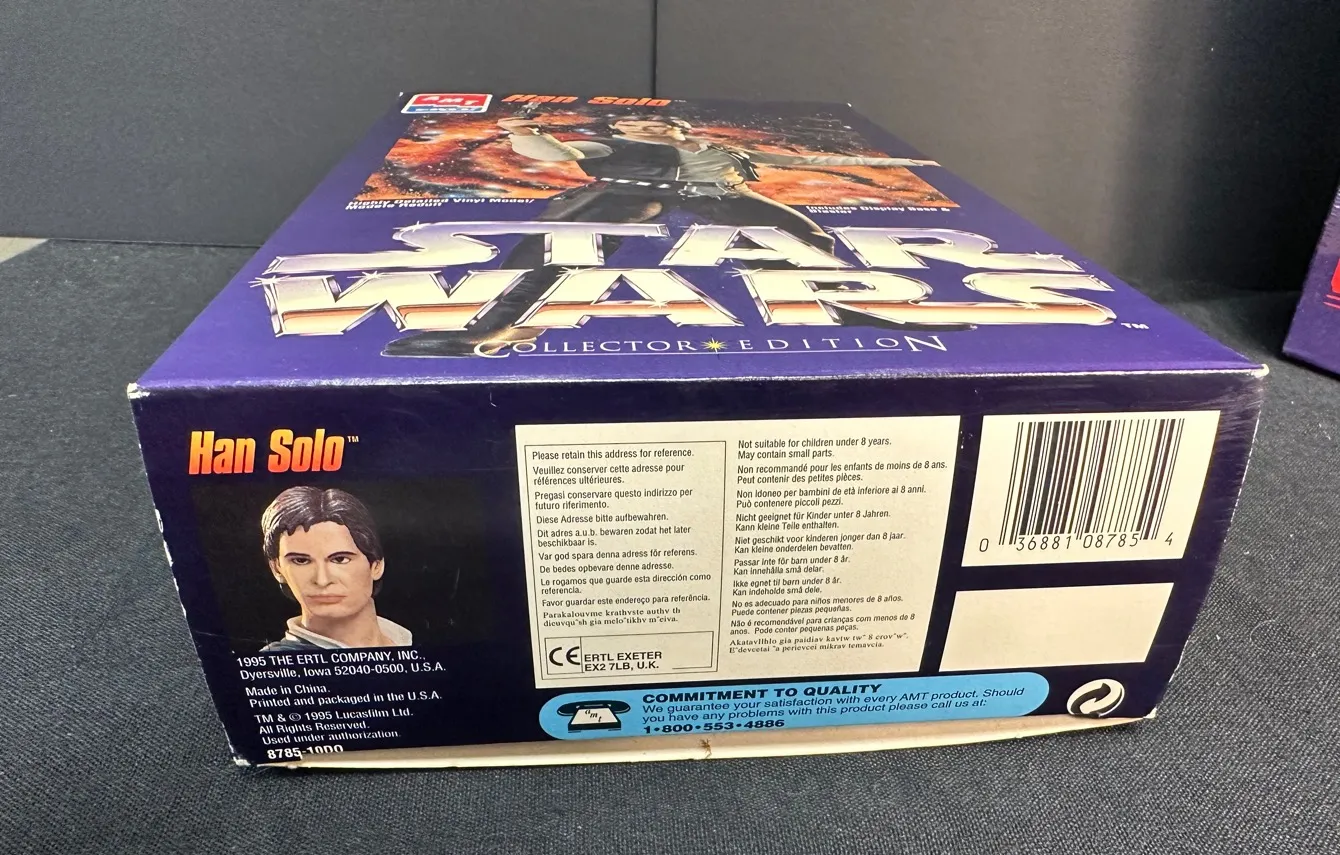 AMT
ERTL
Han Solo™
Highly Detailed Vinyl Model/
Modèle Réduit
Includes Display Base &
Blaster
STAR
WARS™
COLLECTOR EDITION
Han Solo™
1995 THE ERTL COMPANY, INC.,
Dyersville, Iowa 52040-0500, U.S.A.
Made in China.
Printed and packaged in the U.S.A.
TM & © 1995 Lucasfilm Ltd.
All Rights Reserved.
Used under authorization.
8785-10DO
Please retain this address for reference.
Veuillez conserver cette adresse pour
références ultérieures.
Pregasi conservare questo indirizzo per
futuro riferimento.
Diese Adresse bitte aufbewahren.
Dit adres a.u.b. bewaren zodat het later
beschikbaar is.
Var god spara denna adress för referens.
De bedes opbevare denne adresse.
Le rogamos que guarde esta dirección como
referencia.
Favor guardar este endereço para referência.
Parakalouvme krathvste authv th
dieuvqu˝sh gia melo˝tikhv m˝eiva.
CE ERTL EXETER
EX2 7LB, U.K.
Not suitable for children under 8 years.
May contain small parts.
Non recommandé pour les enfants de moins de 8 ans.
Peut contenir des petites pièces.
Non Idoneo per bambini de età inferiore ai 8 anni.
Può contenere piccoli pezzi.
Nicht geeignet für Kinder unter 8 Jahren.
Kann kleine Teile enthalten.
Niet geschikt voor kinderen jonger dan 8 jaar.
Kan kleine onderdelen bevatten.
Passar inte för barn under 8 år.
Kan innehålla små delar.
Ikke egnet til børn under 8 år.
Kan indeholde små dele.
No es adecuado para niños menores de 8 años.
Puede contener piezas pequeñas.
Não é recomendável para crianças com menos de 8
anos. Pode conter pequenas peças.
gia paidiav kavtw tw˝ 8 crov˝w˝.
perievcei mikrav temavcia.
0 36881 08785 4
amt
COMMITMENT TO QUALITY
We guarantee your satisfaction with every AMT product. Should
you have any problems with this product please call us at:
1•800•553•4886